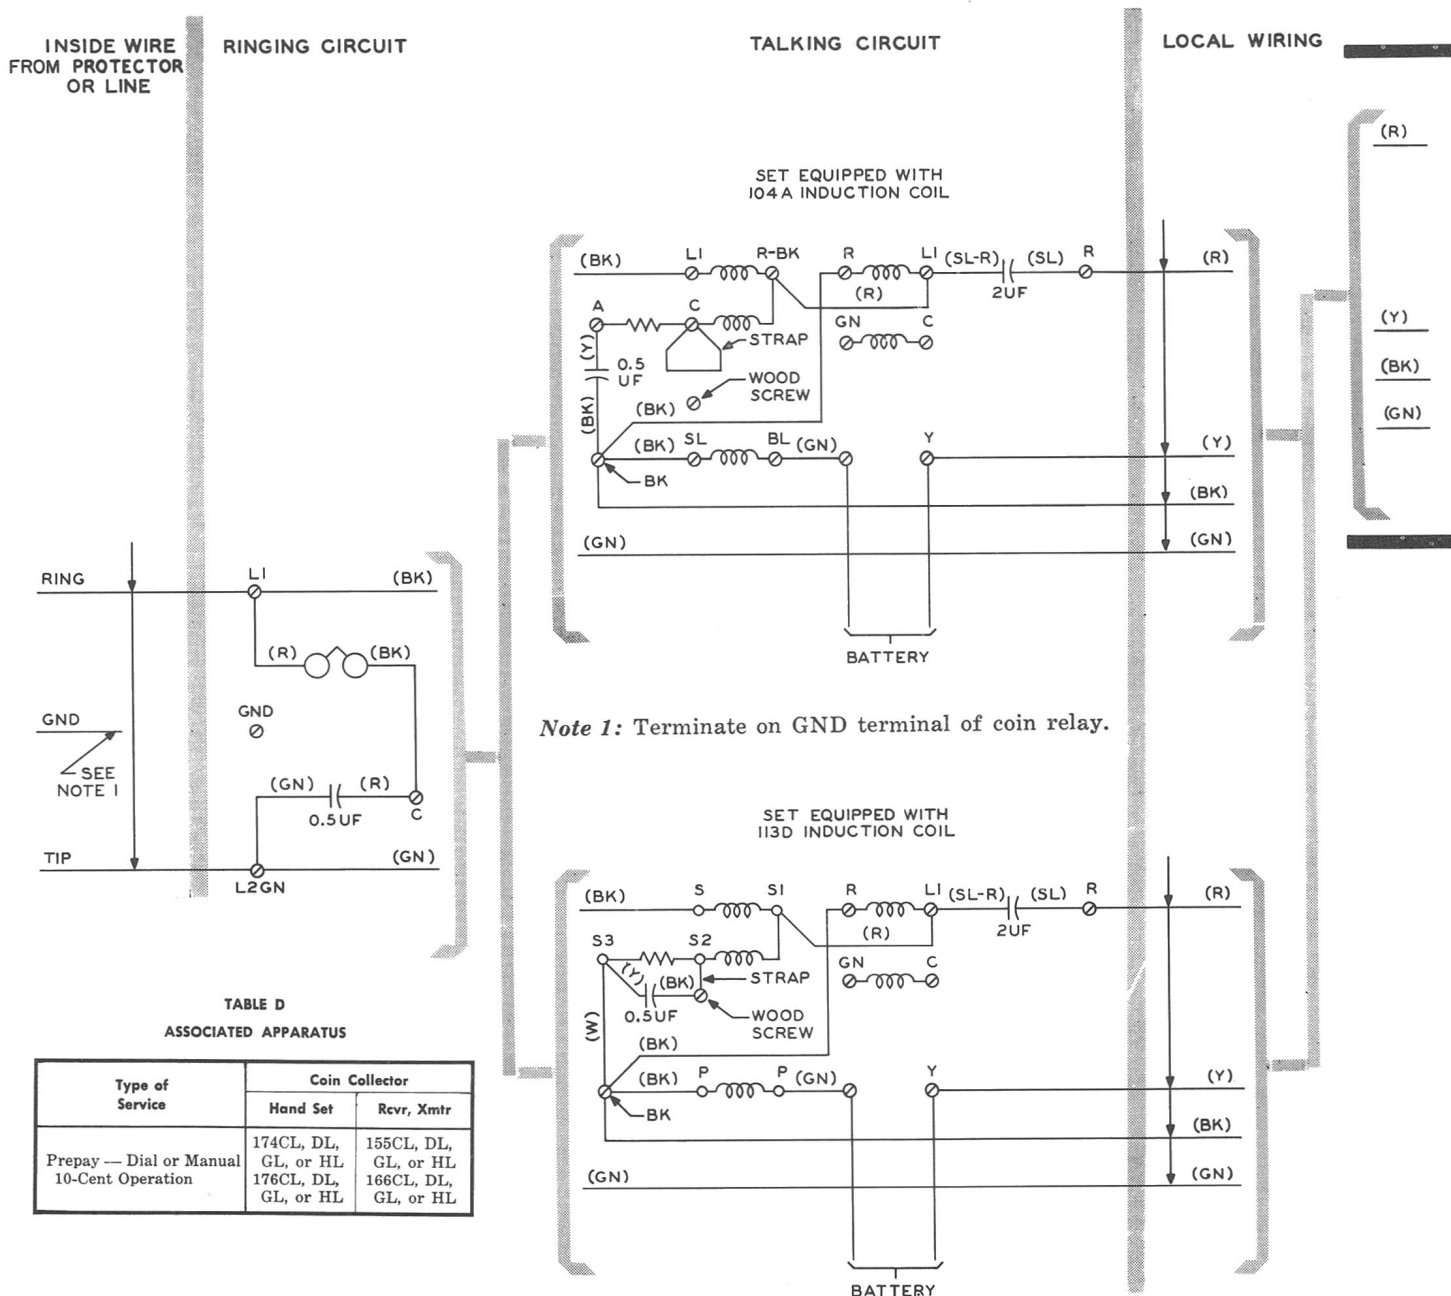 INSIDE WIRE
FROM PROTECTOR
OR LINE
RINGING CIRCUIT
TALKING CIRCUIT
LOCAL WIRING
(R)
(Y)
(BK)
(GN)
SET EQUIPPED WITH
104A INDUCTION COIL
(BK)
L1
R-BK
R
L1
(SL-R)
(SL)
R
(R)
2UF
(R)
A
C
GN
C
STRAP
(Y)
0.5
UF
WOOD
SCREW
(BK)
(BK)
(BK)
SL
BL
(GN)
Y
(Y)
BK
(BK)
(GN)
(GN)
BATTERY
RING
L1
(BK)
(R)
(BK)
GND
GND
SEE
NOTE 1
(GN)
(R)
0.5UF
C
TIP
(GN)
L2GN
Note 1: Terminate on GND terminal of coin relay.
SET EQUIPPED WITH
113D INDUCTION COIL
(BK)
S
S1
R
L1
(SL-R)
(SL)
R
(R)
2UF
(R)
S3
S2
GN
C
(Y)
(BK)
STRAP
0.5UF
WOOD
SCREW
(W)
(BK)
(BK)
P
P
(GN)
Y
(Y)
BK
(BK)
(GN)
(GN)
BATTERY
TABLE D
ASSOCIATED APPARATUS
Type of
Service
Coin Collector
Hand Set
Rcvr, Xmtr
Prepay — Dial or Manual
10-Cent Operation
174CL, DL,
GL, or HL
176CL, DL,
GL, or HL
155CL, DL,
GL, or HL
166CL, DL,
GL, or HL